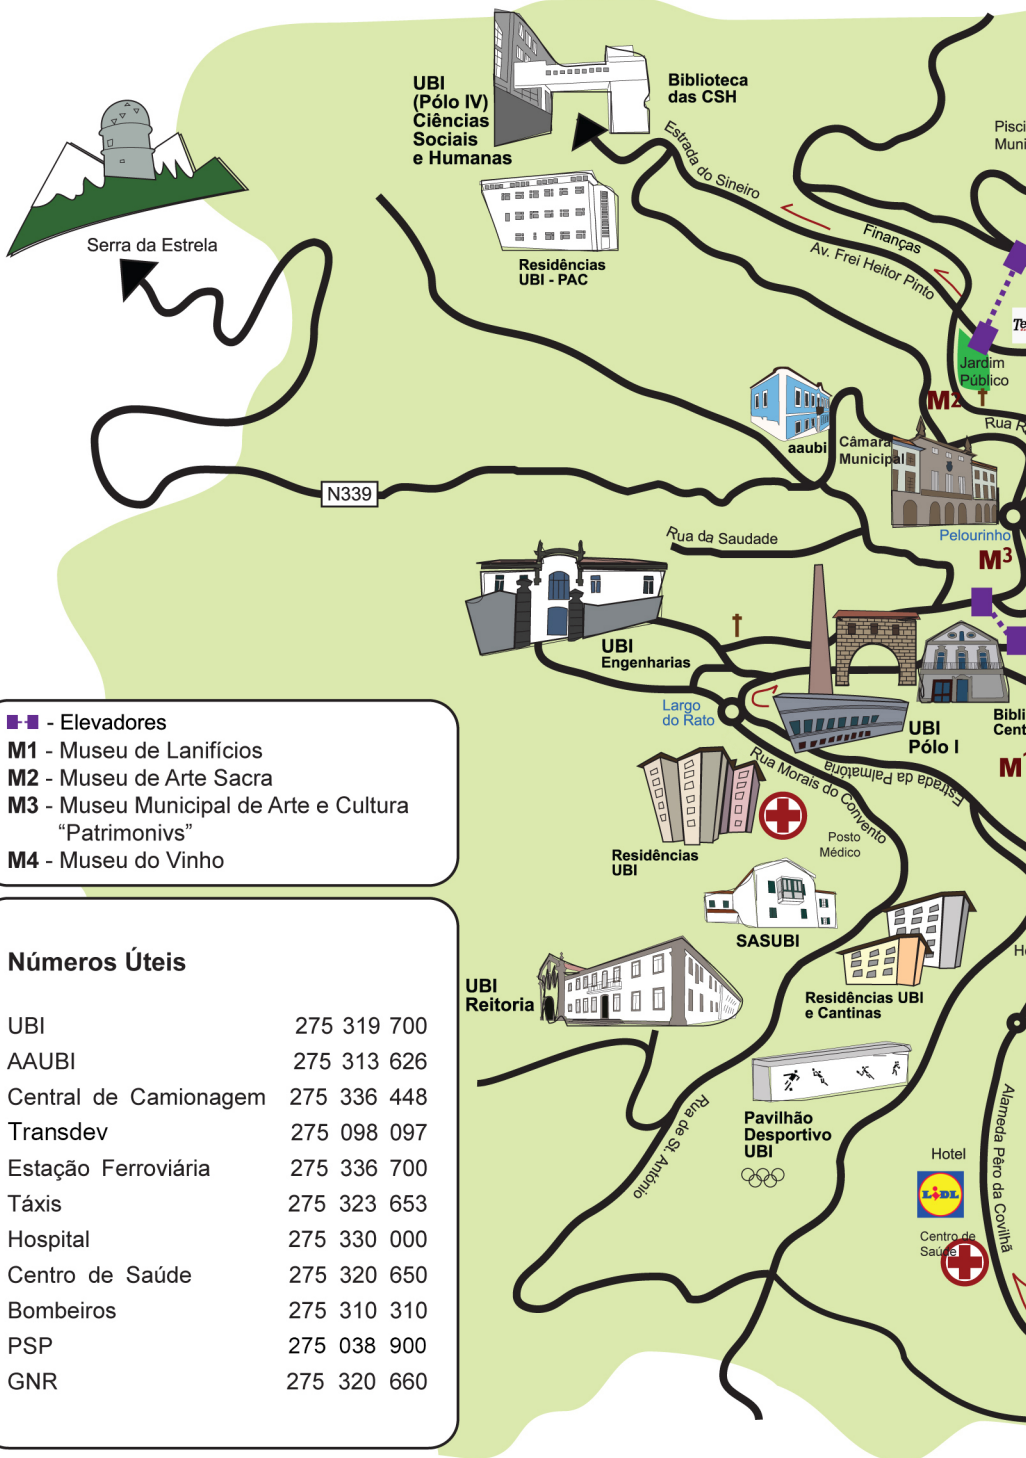 UBI
(Pólo IV)
Ciências
Sociais
e Humanas
Biblioteca
das CSH
Estrada do Sineiro
Finanças
Av. Frei Heitor Pinto
Residências
UBI - PAC
Serra da Estrela
Jardim
Público
M2
aaubi
Câmara
Municipal
N339
Rua da Saudade
Pelourinho
M3
UBI
Engenharias
Largo
do Rato
UBI
Pólo I
Rua Morais do Convento
Estrada da Palmatória
Posto
Médico
Residências
UBI
SASUBI
UBI
Reitoria
Residências UBI
e Cantinas
Pavilhão
Desportivo
UBI
Rua de St. António
Alameda Pêro da Covilhã
Hotel
LIDL
Centro de
Saúde
- Elevadores
M1 - Museu de Lanifícios
M2 - Museu de Arte Sacra
M3 - Museu Municipal de Arte e Cultura
“Patrimonivs”
M4 - Museu do Vinho
Números Úteis
UBI 275 319 700
AAUBI 275 313 626
Central de Camionagem 275 336 448
Transdev 275 098 097
Estação Ferroviária 275 336 700
Táxis 275 323 653
Hospital 275 330 000
Centro de Saúde 275 320 650
Bombeiros 275 310 310
PSP 275 038 900
GNR 275 320 660